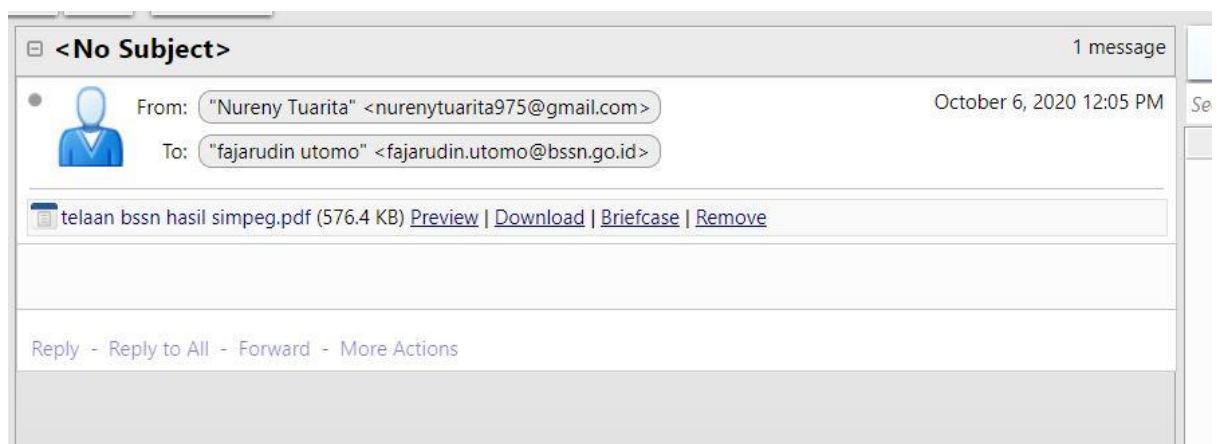 <No Subject>
1 message
From: "Nureny Tuarita" <nurenytuarita975@gmail.com>
October 6, 2020 12:05 PM
To: "fajarudin utomo" <fajarudin.utomo@bssn.go.id>
telaan bssn hasil simpeg.pdf (576.4 KB) Preview | Download | Briefcase | Remove
Reply - Reply to All - Forward - More Actions